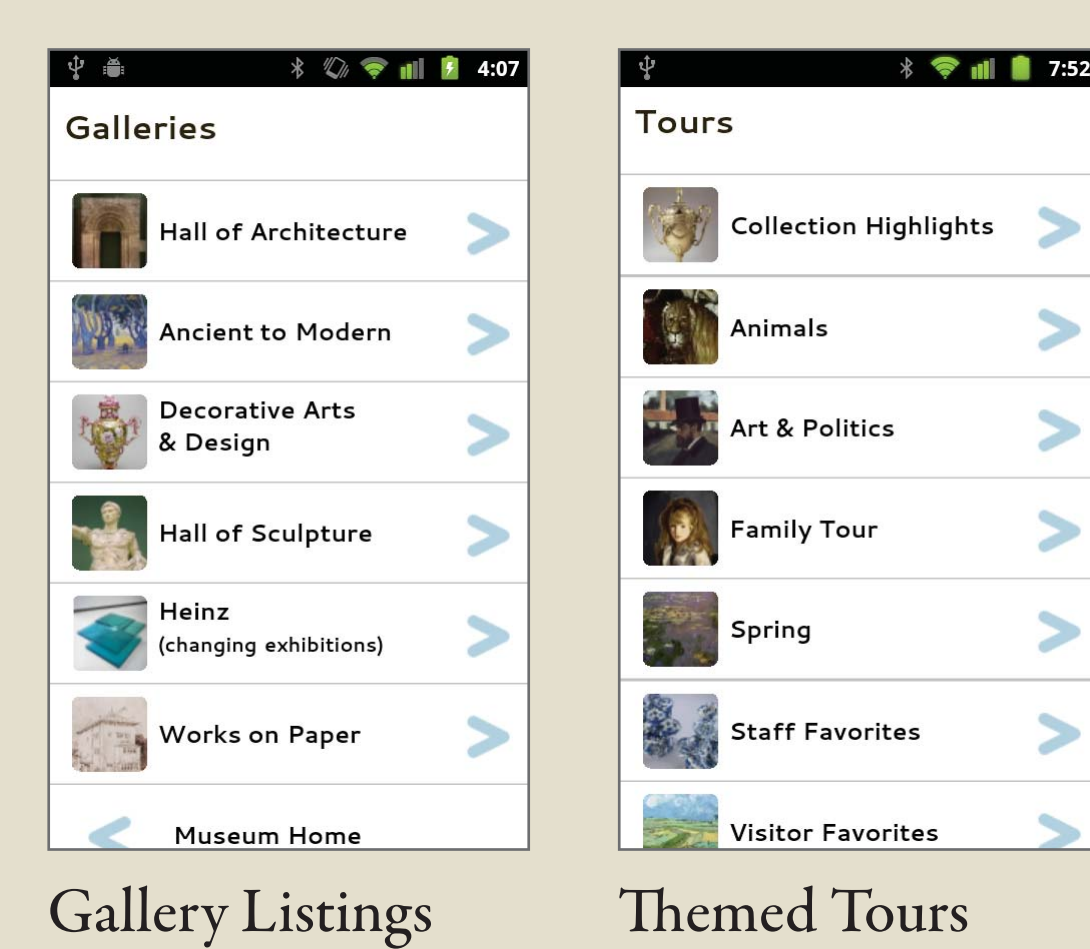 4:07
Galleries
Hall of Architecture
Ancient to Modern
Decorative Arts
& Design
Hall of Sculpture
Heinz
(changing exhibitions)
Works on Paper
Museum Home
Gallery Listings
7:52
Tours
Collection Highlights
Animals
Art & Politics
Family Tour
Spring
Staff Favorites
Visitor Favorites
Themed Tours